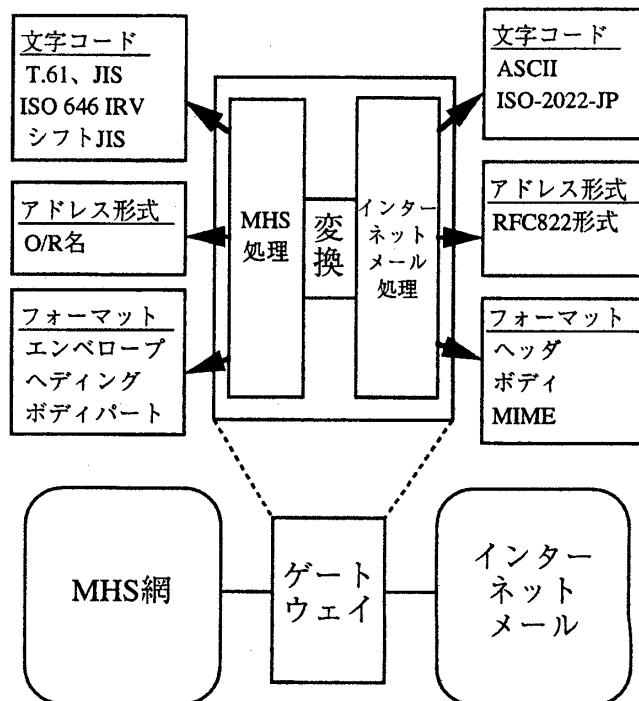 文字コード
T.61、JIS
ISO 646 IRV
シフトJIS
アドレス形式
O/R名
フォーマット
エンベロープ
ヘディング
ボディパート
MHS
処理
変
換
インター
ネット
メール
処理
文字コード
ASCII
ISO-2022-JP
アドレス形式
RFC822形式
フォーマット
ヘッダ
ボディ
MIME
MHS網
ゲート
ウェイ
インター
ネット
メール